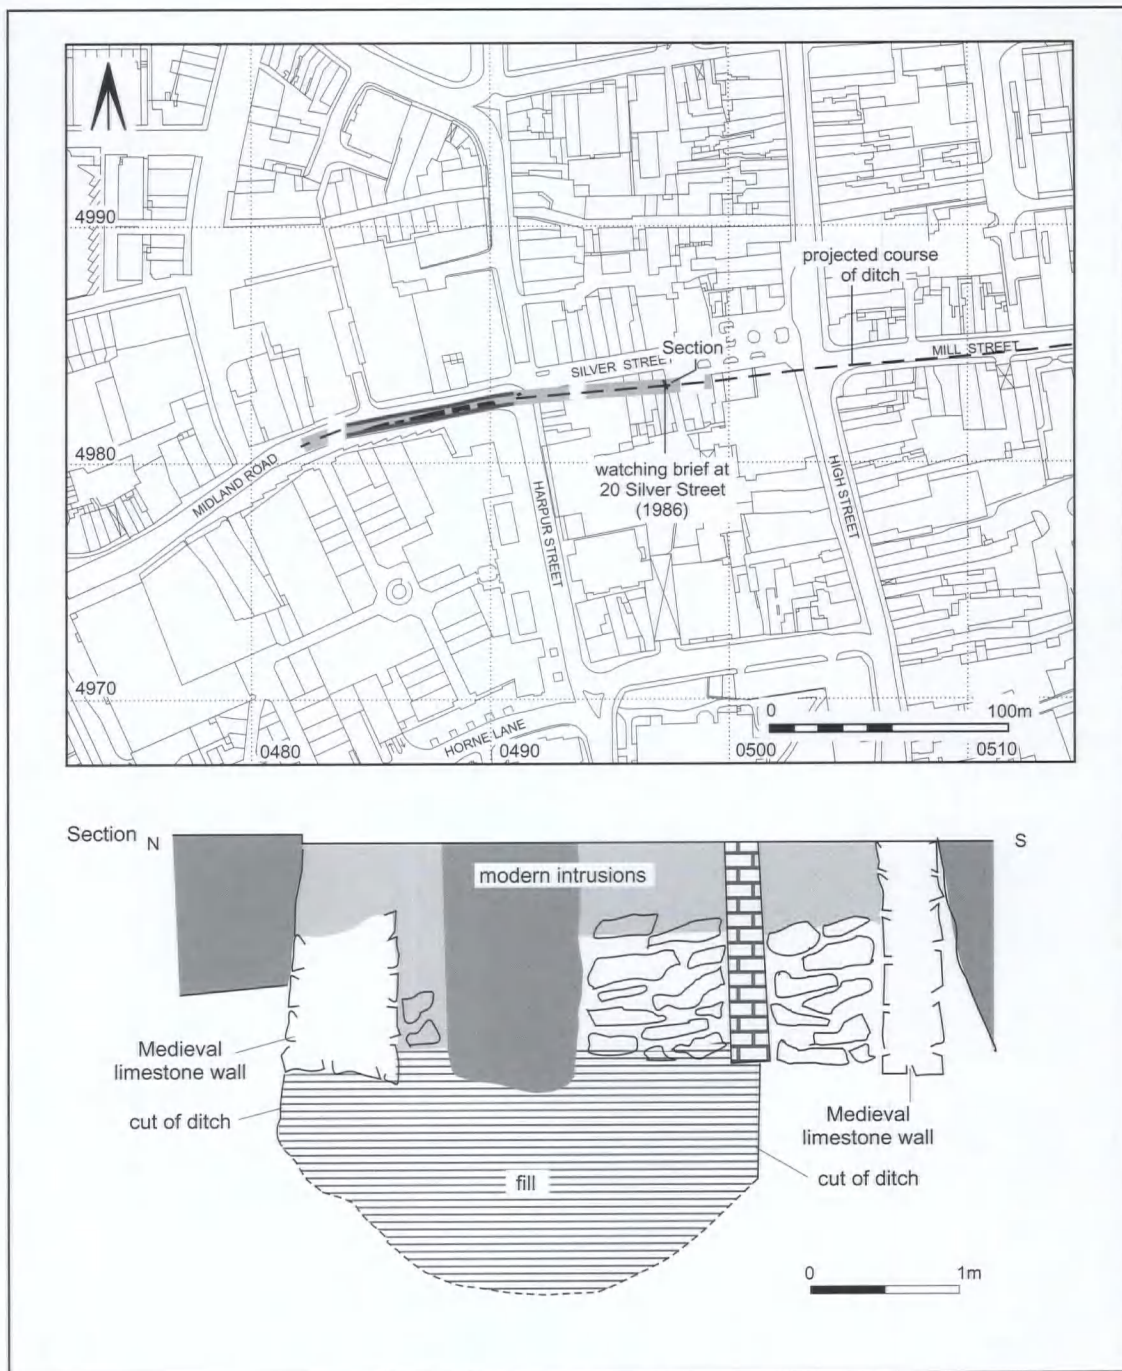 4990
projected course
of ditch
Section
MILL STREET
SILVER STREET
4980
MIDLAND ROAD
watching brief at
20 Silver Street
(1986)
HARPUR STREET
HIGH STREET
4970
0 100m
HORNE LANE
0480 0490 0500 0510
Section N S
modern intrusions
Medieval
limestone wall
cut of ditch
Medieval
limestone wall
cut of ditch
fill
0 1m